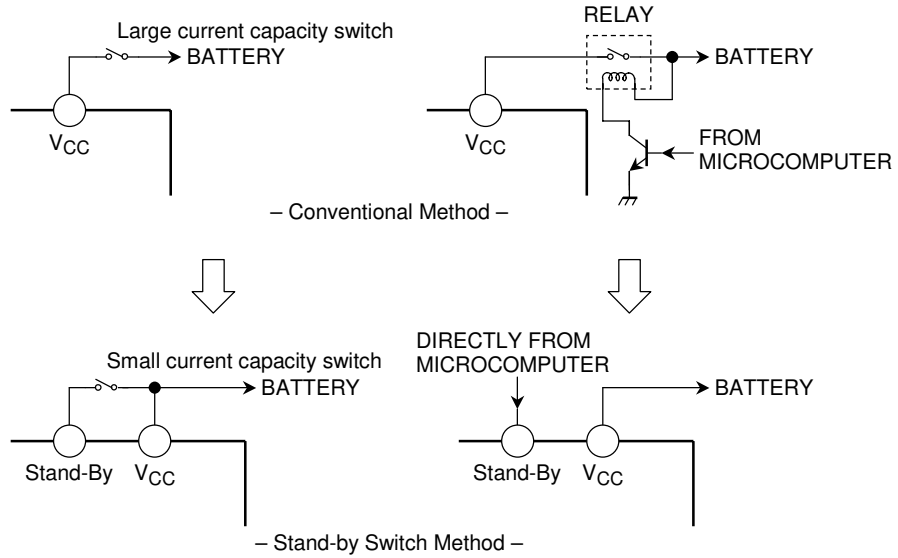 RELAY
Large current capacity switch
BATTERY
BATTERY
VCC
VCC
FROM
MICROCOMPUTER
– Conventional Method –
DIRECTLY FROM
MICROCOMPUTER
Small current capacity switch
BATTERY
BATTERY
Stand-By VCC
Stand-By VCC
– Stand-by Switch Method –